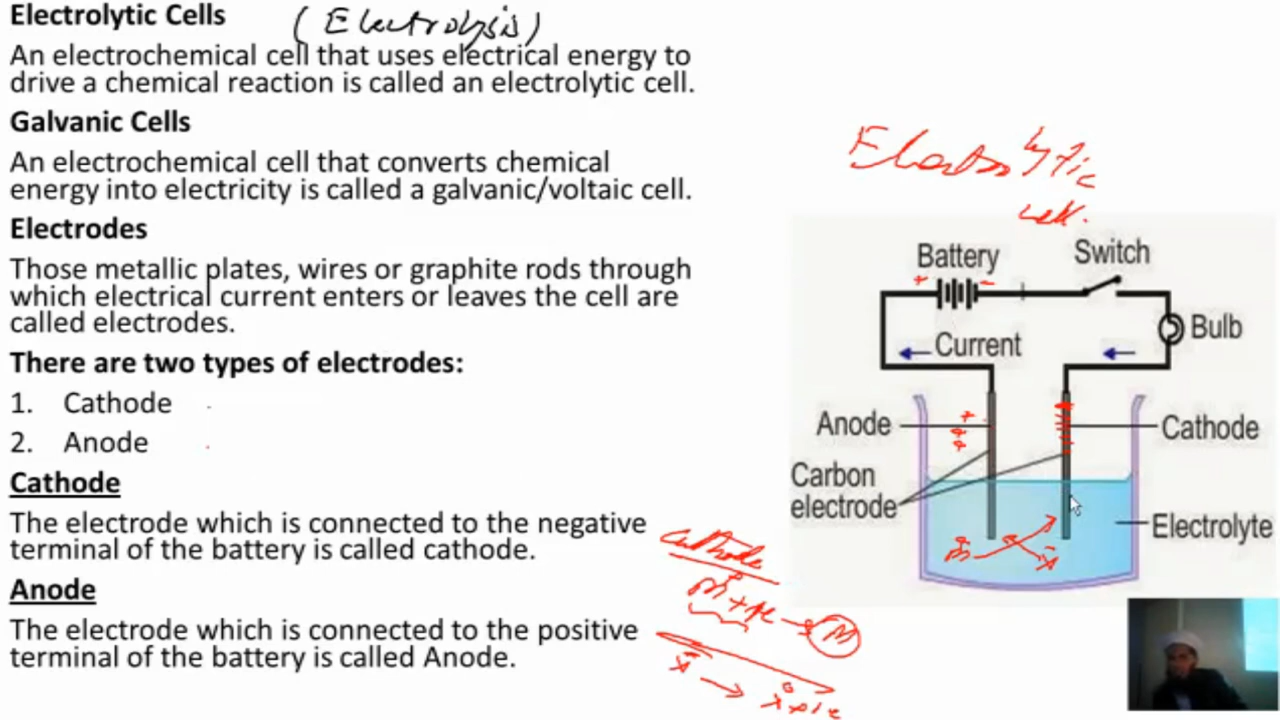 Electrolytic Cells (Electrolysis)
An electrochemical cell that uses electrical energy to
drive a chemical reaction is called an electrolytic cell.
Galvanic Cells
An electrochemical cell that converts chemical
energy into electricity is called a galvanic/voltaic cell.
Electrodes
Those metallic plates, wires or graphite rods through
which electrical current enters or leaves the cell are
called electrodes.
There are two types of electrodes:
1. Cathode
2. Anode
Cathode
The electrode which is connected to the negative
terminal of the battery is called cathode.
Anode
The electrode which is connected to the positive
terminal of the battery is called Anode.
Electrolytic
cell.
Battery
Switch
+ −
Bulb
Current
Anode
Cathode
Carbon
electrode
Electrolyte
Cathode